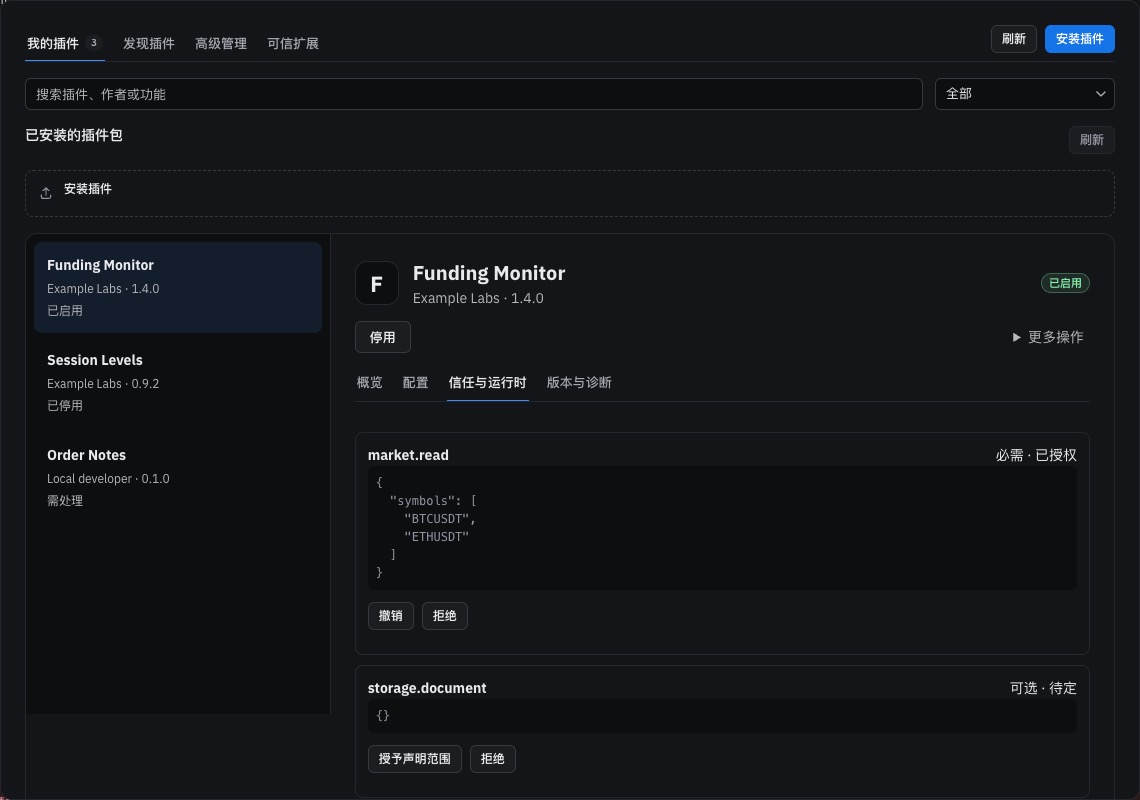 我的插件 3 发现插件 高级管理 可信扩展 刷新 安装插件
搜索插件、作者或功能 全部
已安装的插件包 刷新
安装插件
Funding Monitor
Example Labs · 1.4.0
已启用
Session Levels
Example Labs · 0.9.2
已停用
Order Notes
Local developer · 0.1.0
需处理
F
Funding Monitor
Example Labs · 1.4.0
已启用
停用 更多操作
概览 配置 信任与运行时 版本与诊断
market.read 必需 · 已授权
{
"symbols": [
"BTCUSDT",
"ETHUSDT"
]
}
撤销 拒绝
storage.document 可选 · 待定
{}
授予声明范围 拒绝